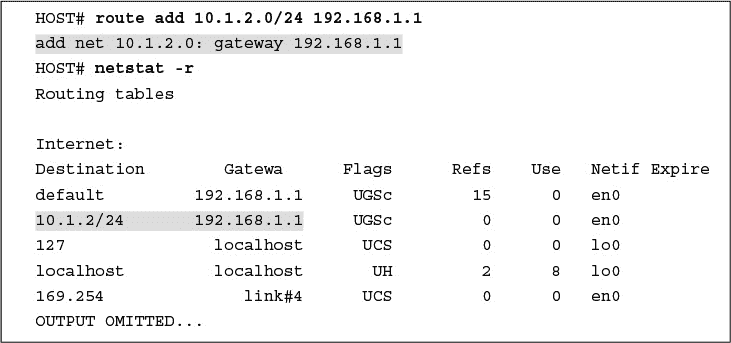 HOST# route add 10.1.2.0/24 192.168.1.1
add net 10.1.2.0: gateway 192.168.1.1
HOST# netstat -r
Routing tables
Internet:
Destination Gatewa Flags Refs Use Netif Expire
default 192.168.1.1 UGSc 15 0 en0
10.1.2/24 192.168.1.1 UGSc 0 0 en0
127 localhost UCS 0 0 lo0
localhost localhost UH 2 8 lo0
169.254 link#4 UCS 0 0 en0
OUTPUT OMITTED...